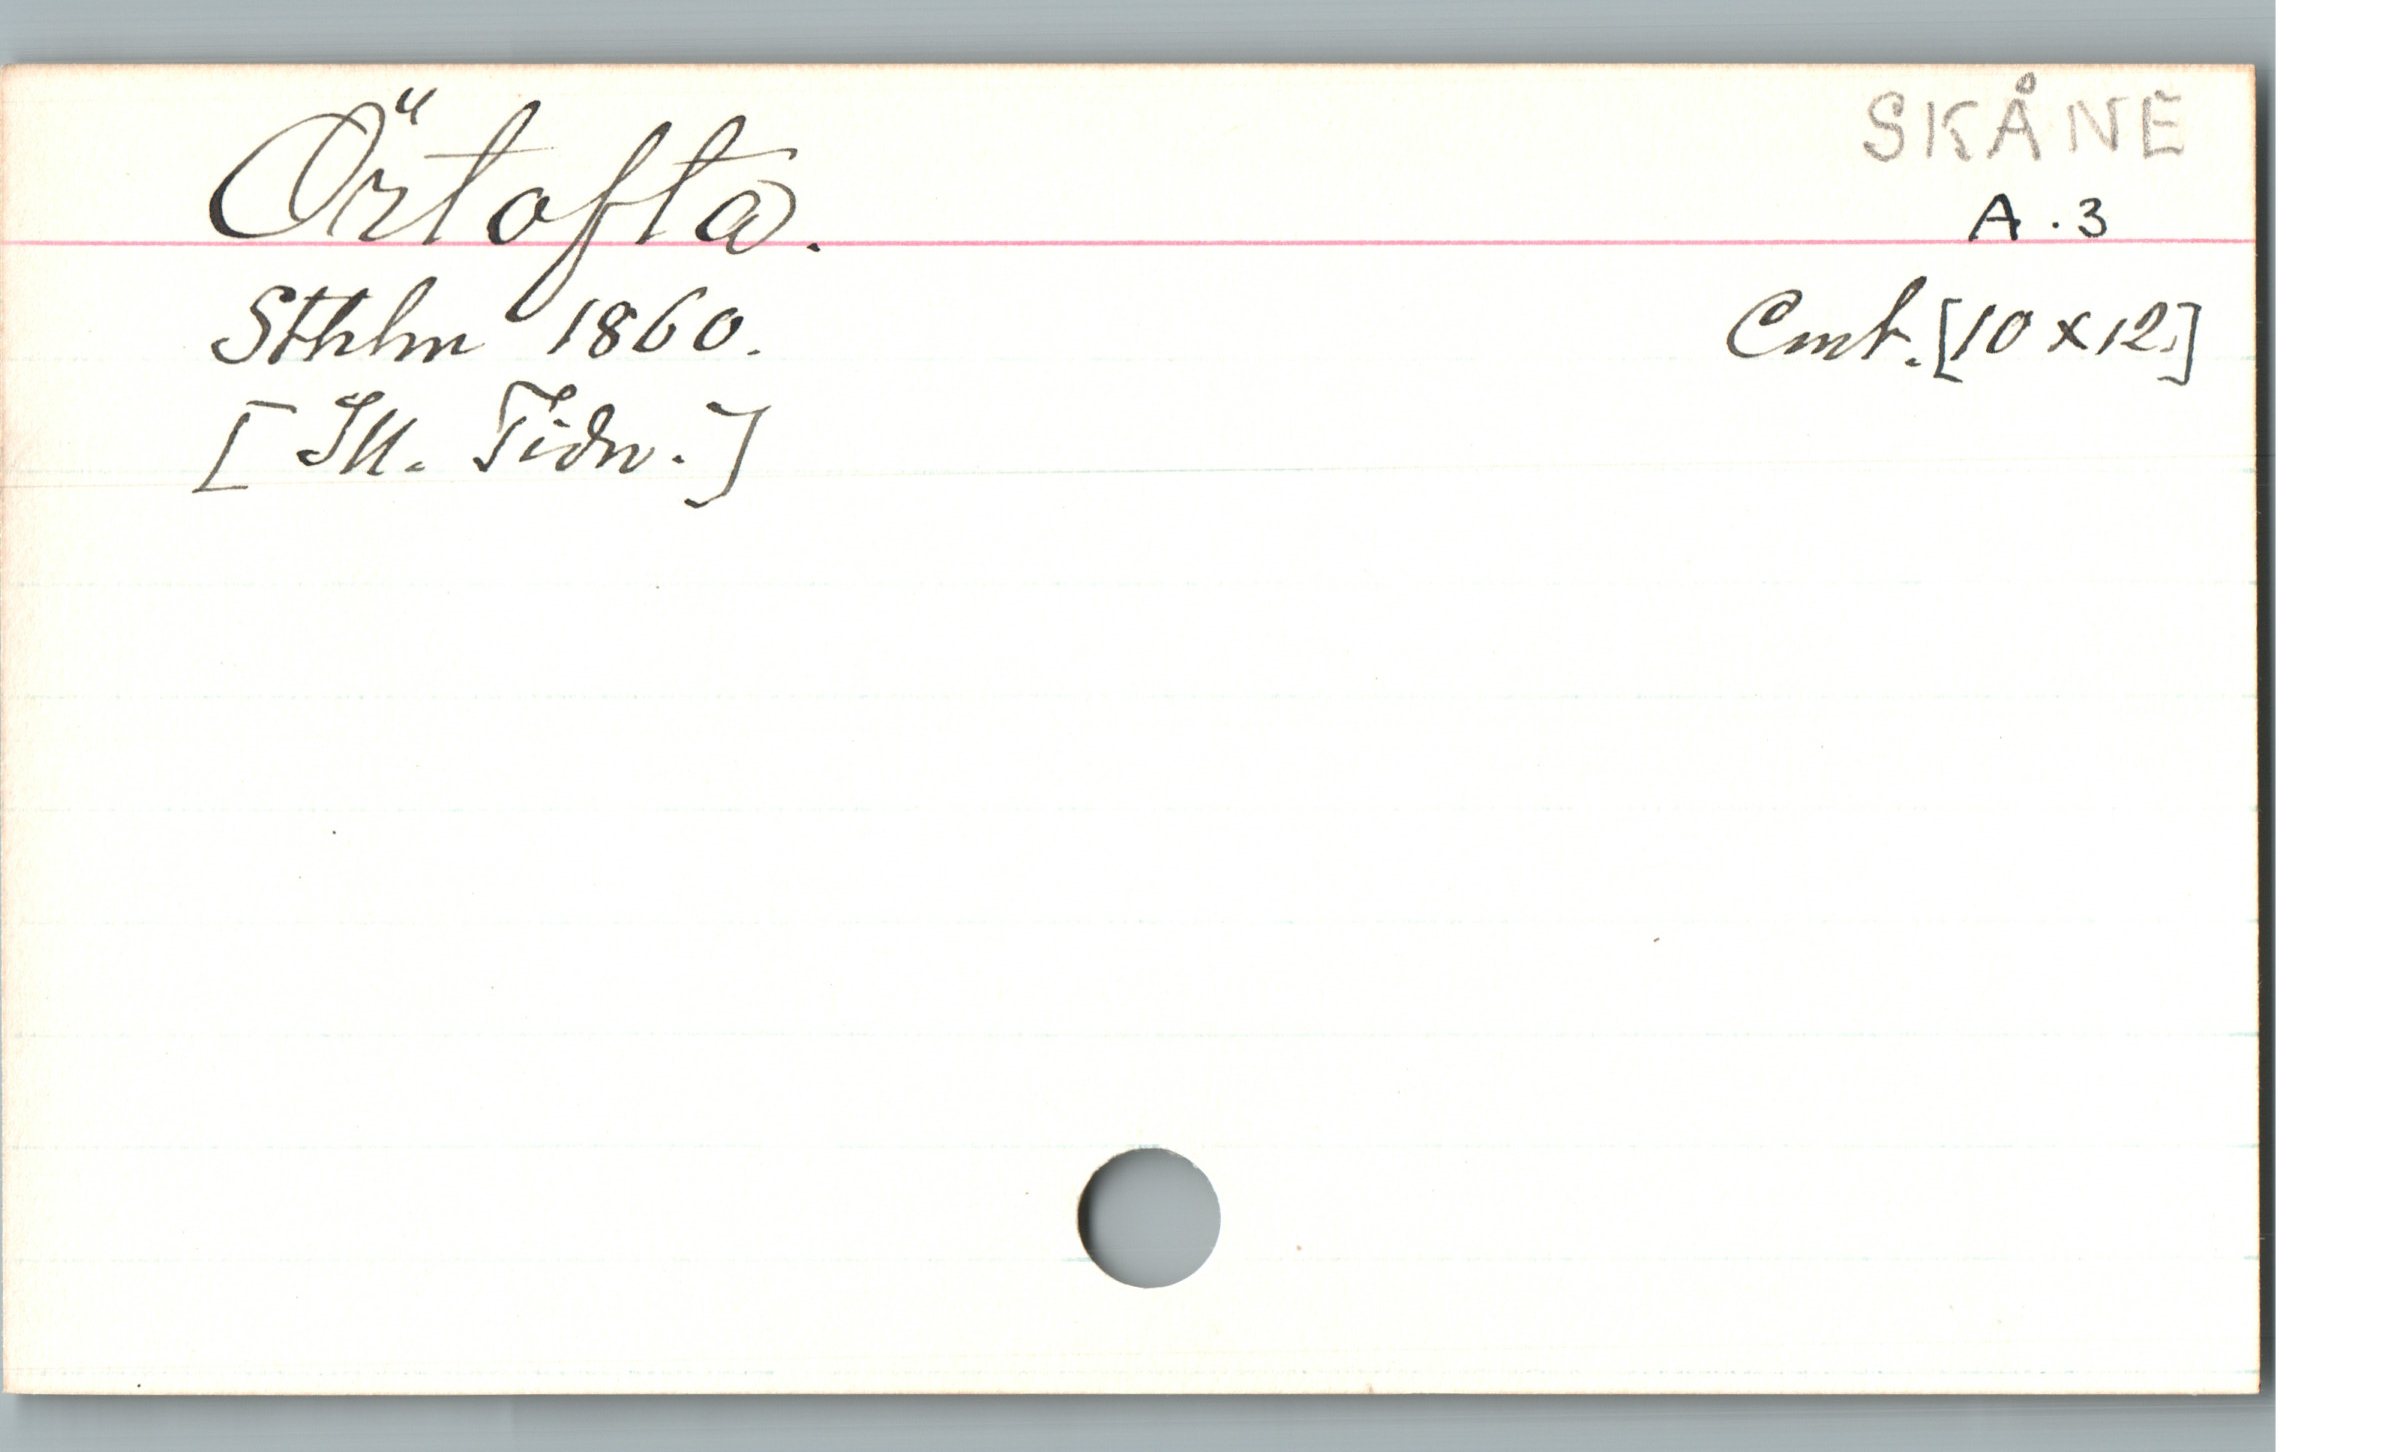 Örtofta.
SKÅNE
A.3
Sthlm 1860.
Cmt. [10 x 12.]
[Ill. Tidn.]